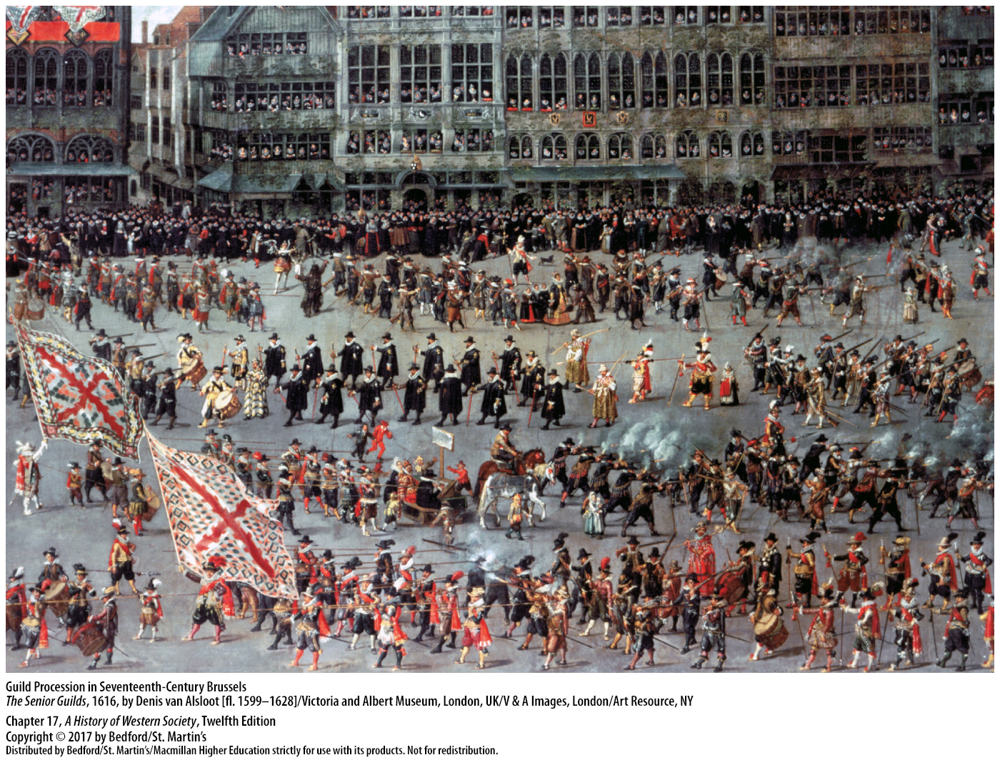 Guild Procession in Seventeenth-Century Brussels
The Senior Guilds, 1616, by Denis van Alsloot [fl. 1599–1628]/Victoria and Albert Museum, London, UK/V & A Images, London/Art Resource, NY
Chapter 17, A History of Western Society, Twelfth Edition
Copyright © 2017 by Bedford/St. Martin’s
Distributed by Bedford/St. Martin’s/Macmillan Higher Education strictly for use with its products. Not for redistribution.